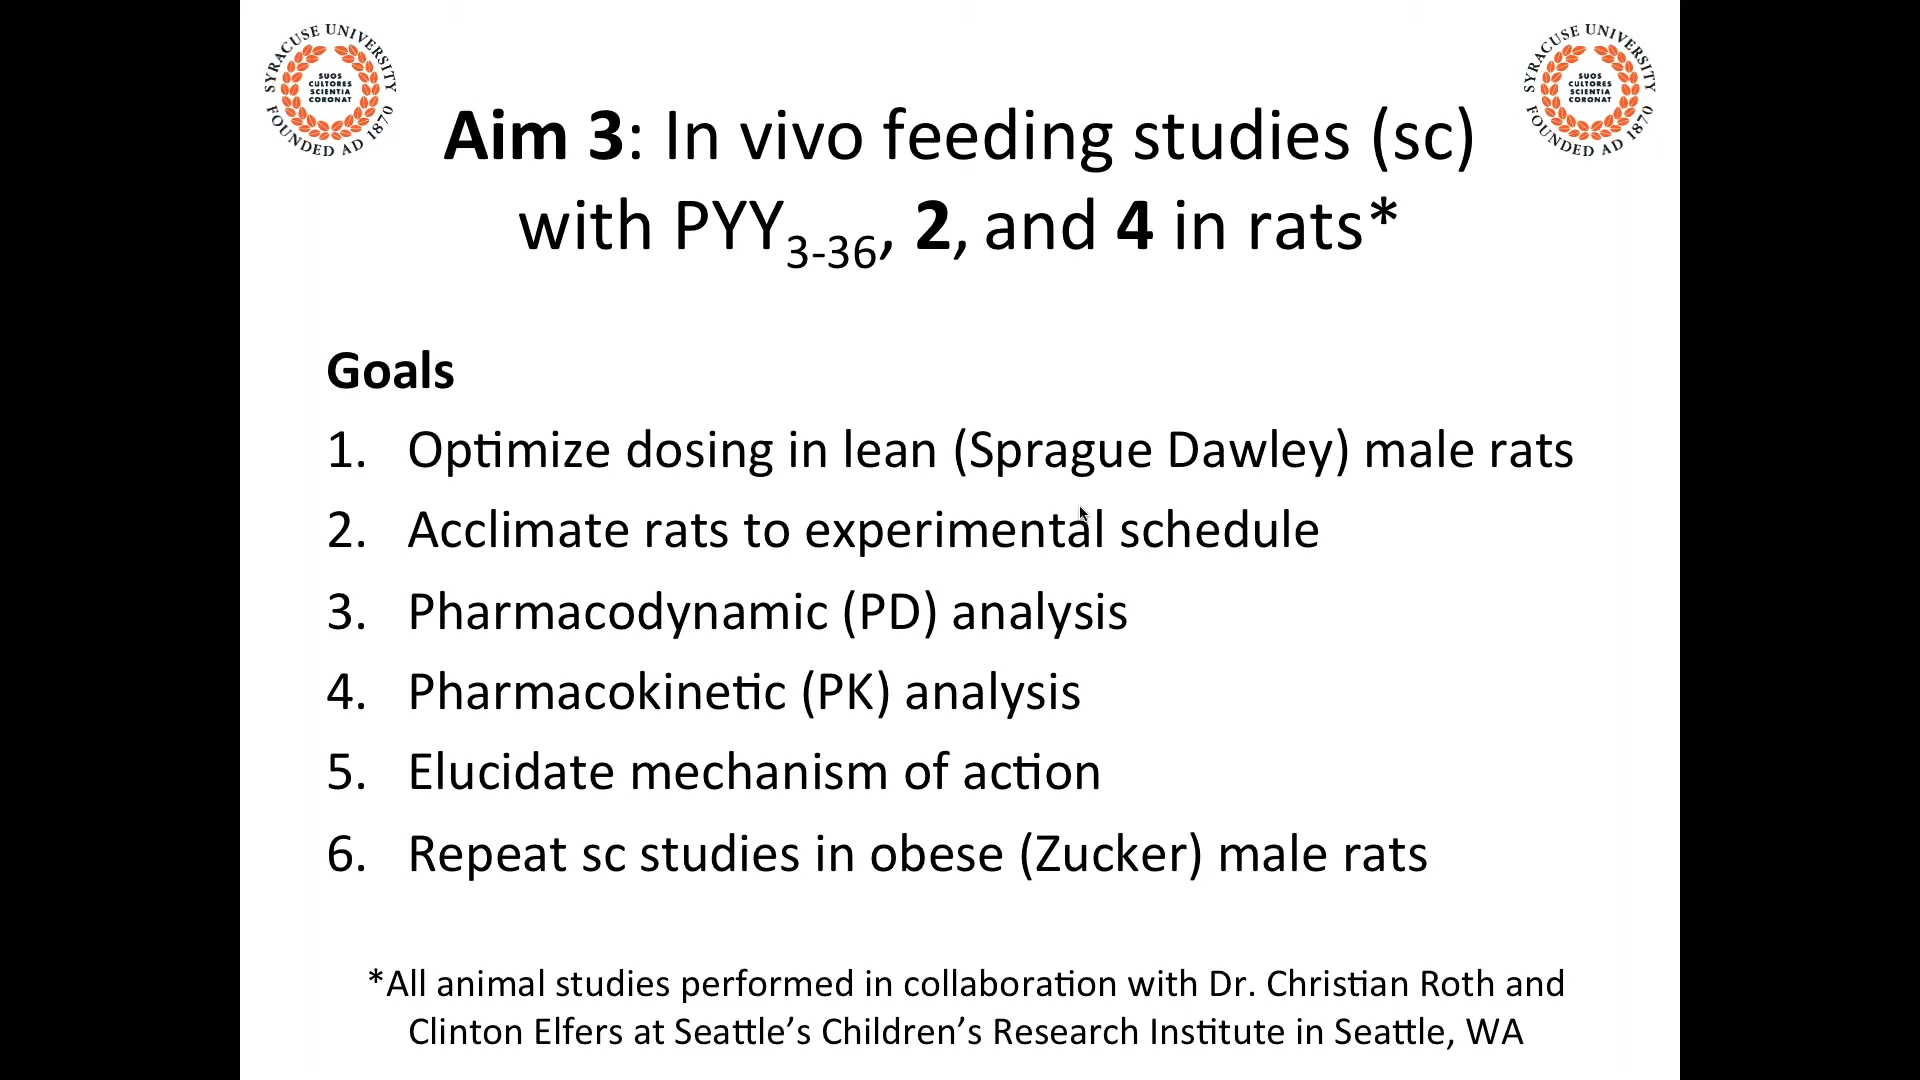 SYRACUSE UNIVERSITY
FOUNDED AD 1870
SUOS
CULTORES
SCIENTIA
CORONAT
SYRACUSE UNIVERSITY
FOUNDED AD 1870
SUOS
CULTORES
SCIENTIA
CORONAT
Aim 3: In vivo feeding studies (sc)
with PYY3-36, 2, and 4 in rats*
Goals
1. Optimize dosing in lean (Sprague Dawley) male rats
2. Acclimate rats to experimental schedule
3. Pharmacodynamic (PD) analysis
4. Pharmacokinetic (PK) analysis
5. Elucidate mechanism of action
6. Repeat sc studies in obese (Zucker) male rats
*All animal studies performed in collaboration with Dr. Christian Roth and
Clinton Elfers at Seattle’s Children’s Research Institute in Seattle, WA